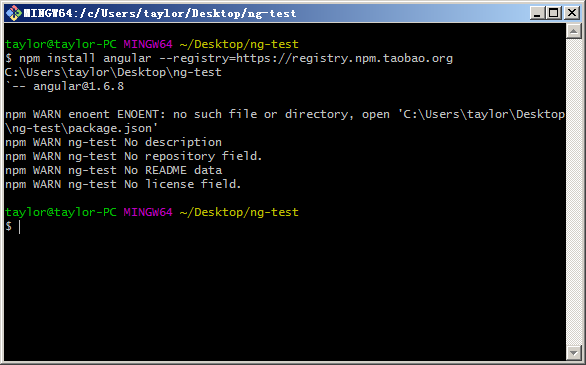 MINGW64:/c/Users/taylor/Desktop/ng-test
taylor@taylor-PC MINGW64 ~/Desktop/ng-test
$ npm install angular --registry=https://registry.npm.taobao.org
C:\Users\taylor\Desktop\ng-test
`-- angular@1.6.8
npm WARN enoent ENOENT: no such file or directory, open 'C:\Users\taylor\Desktop
\ng-test\package.json'
npm WARN ng-test No description
npm WARN ng-test No repository field.
npm WARN ng-test No README data
npm WARN ng-test No license field.
taylor@taylor-PC MINGW64 ~/Desktop/ng-test
$